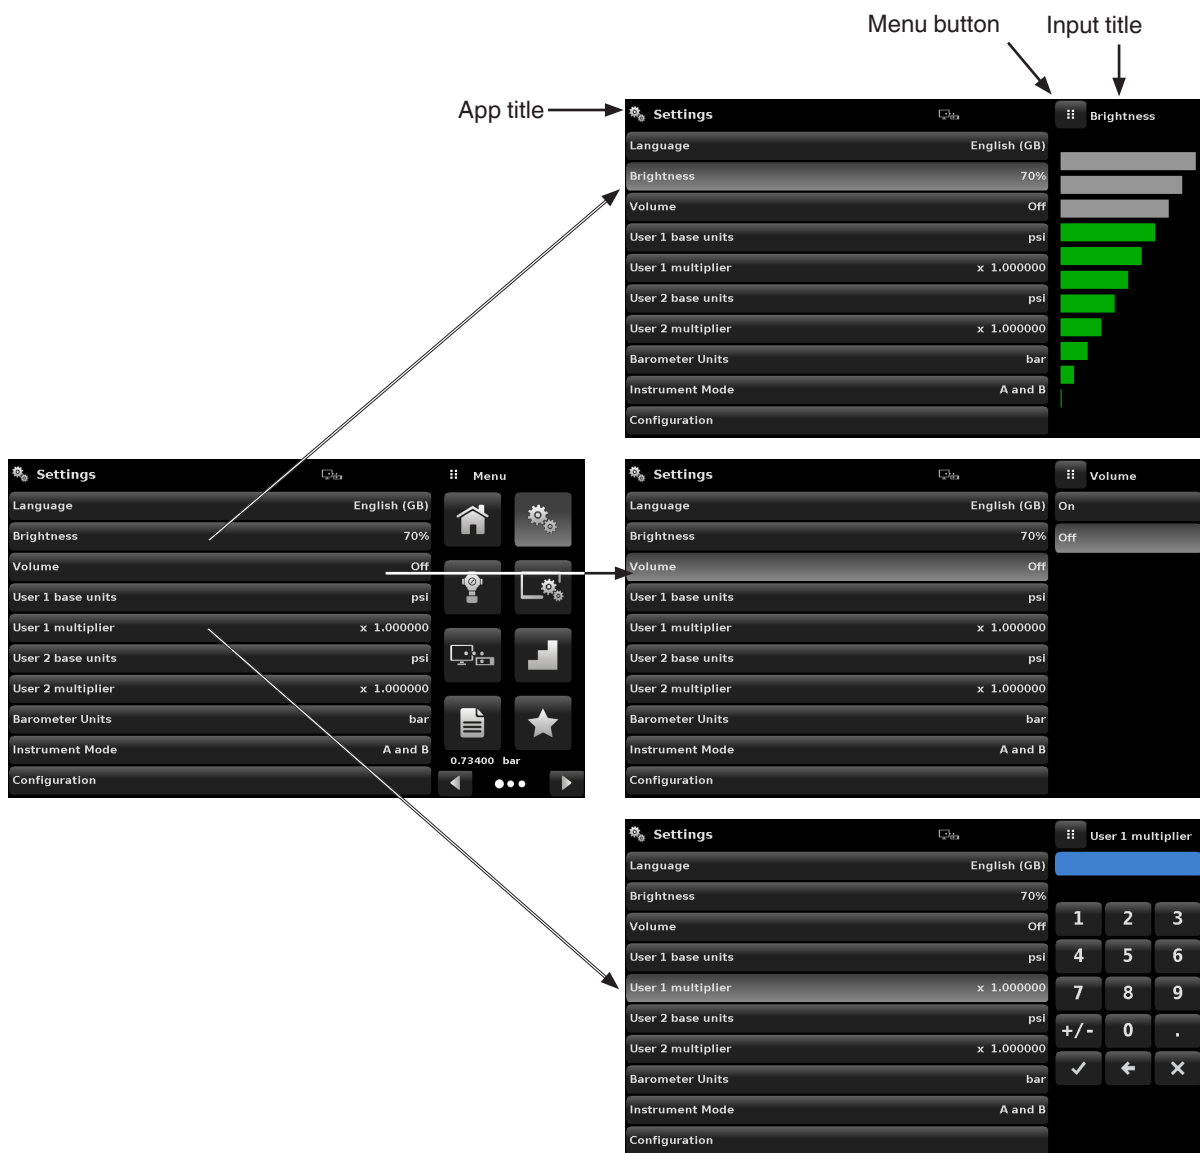 Menu button
Input title
App title
Settings
Brightness
Language English (GB)
Brightness 70%
Volume Off
User 1 base units psi
User 1 multiplier x 1.000000
User 2 base units psi
User 2 multiplier x 1.000000
Barometer Units bar
Instrument Mode A and B
Configuration
Settings
Menu
Language English (GB)
Brightness 70%
Volume Off
User 1 base units psi
User 1 multiplier x 1.000000
User 2 base units psi
User 2 multiplier x 1.000000
Barometer Units bar
Instrument Mode A and B
Configuration
0.73400 bar
Settings
Volume
Language English (GB)
Brightness 70%
Volume Off
User 1 base units psi
User 1 multiplier x 1.000000
User 2 base units psi
User 2 multiplier x 1.000000
Barometer Units bar
Instrument Mode A and B
Configuration
On
Off
Settings
User 1 multiplier
Language English (GB)
Brightness 70%
Volume Off
User 1 base units psi
User 1 multiplier x 1.000000
User 2 base units psi
User 2 multiplier x 1.000000
Barometer Units bar
Instrument Mode A and B
Configuration
1 2 3
4 5 6
7 8 9
+/- 0 .